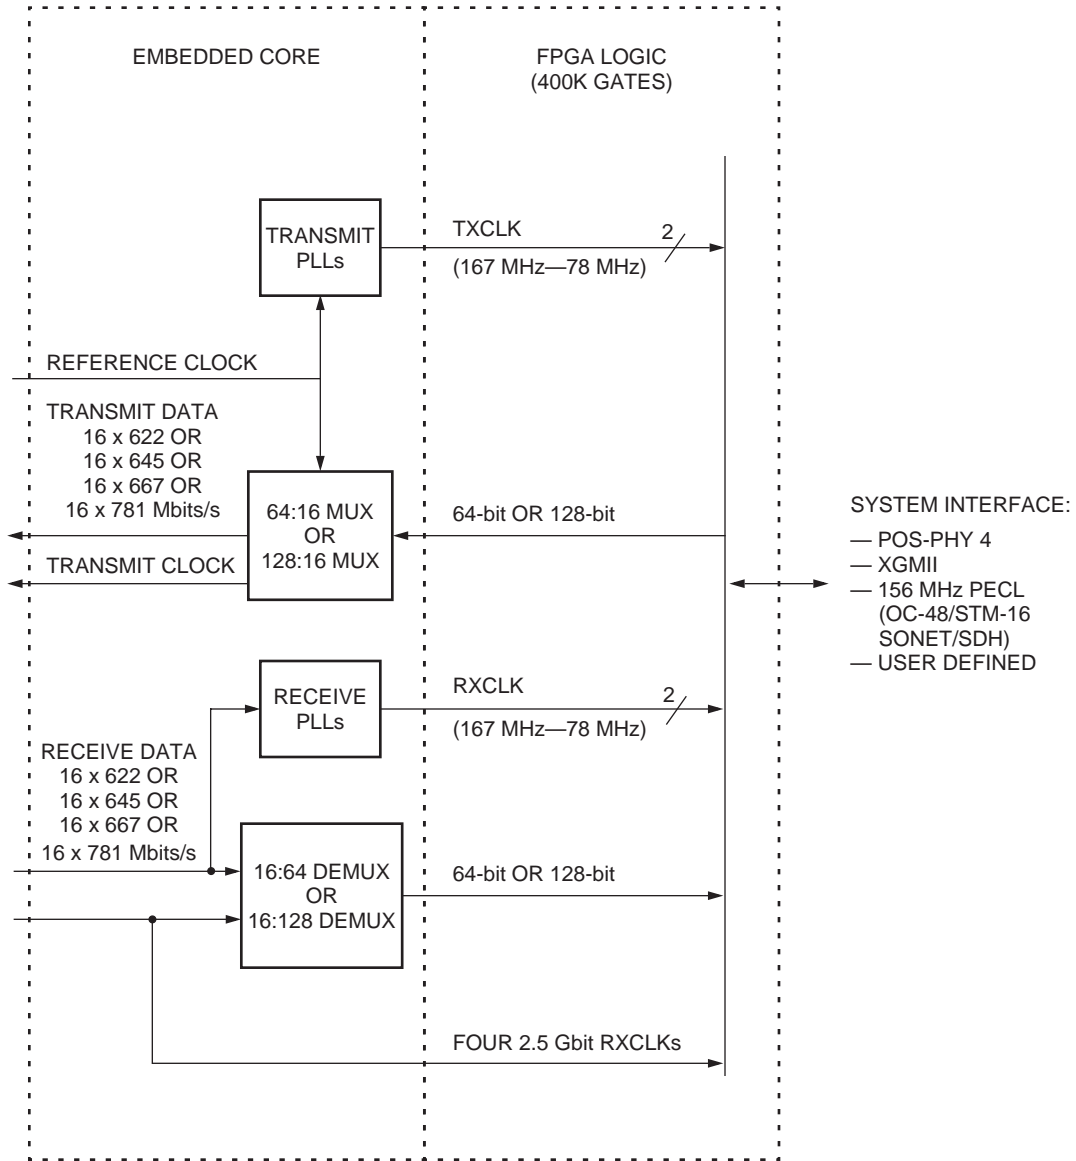 EMBEDDED CORE
FPGA LOGIC
(400K GATES)
TRANSMIT
PLLs
TXCLK
2
(167 MHz—78 MHz)
REFERENCE CLOCK
TRANSMIT DATA
16 x 622 OR
16 x 645 OR
16 x 667 OR
16 x 781 Mbits/s
TRANSMIT CLOCK
64:16 MUX
OR
128:16 MUX
64-bit OR 128-bit
SYSTEM INTERFACE:
— POS-PHY 4
— XGMII
— 156 MHz PECL
(OC-48/STM-16
SONET/SDH)
— USER DEFINED
RECEIVE
PLLs
RXCLK
2
(167 MHz—78 MHz)
RECEIVE DATA
16 x 622 OR
16 x 645 OR
16 x 667 OR
16 x 781 Mbits/s
16:64 DEMUX
OR
16:128 DEMUX
64-bit OR 128-bit
FOUR 2.5 Gbit RXCLKs